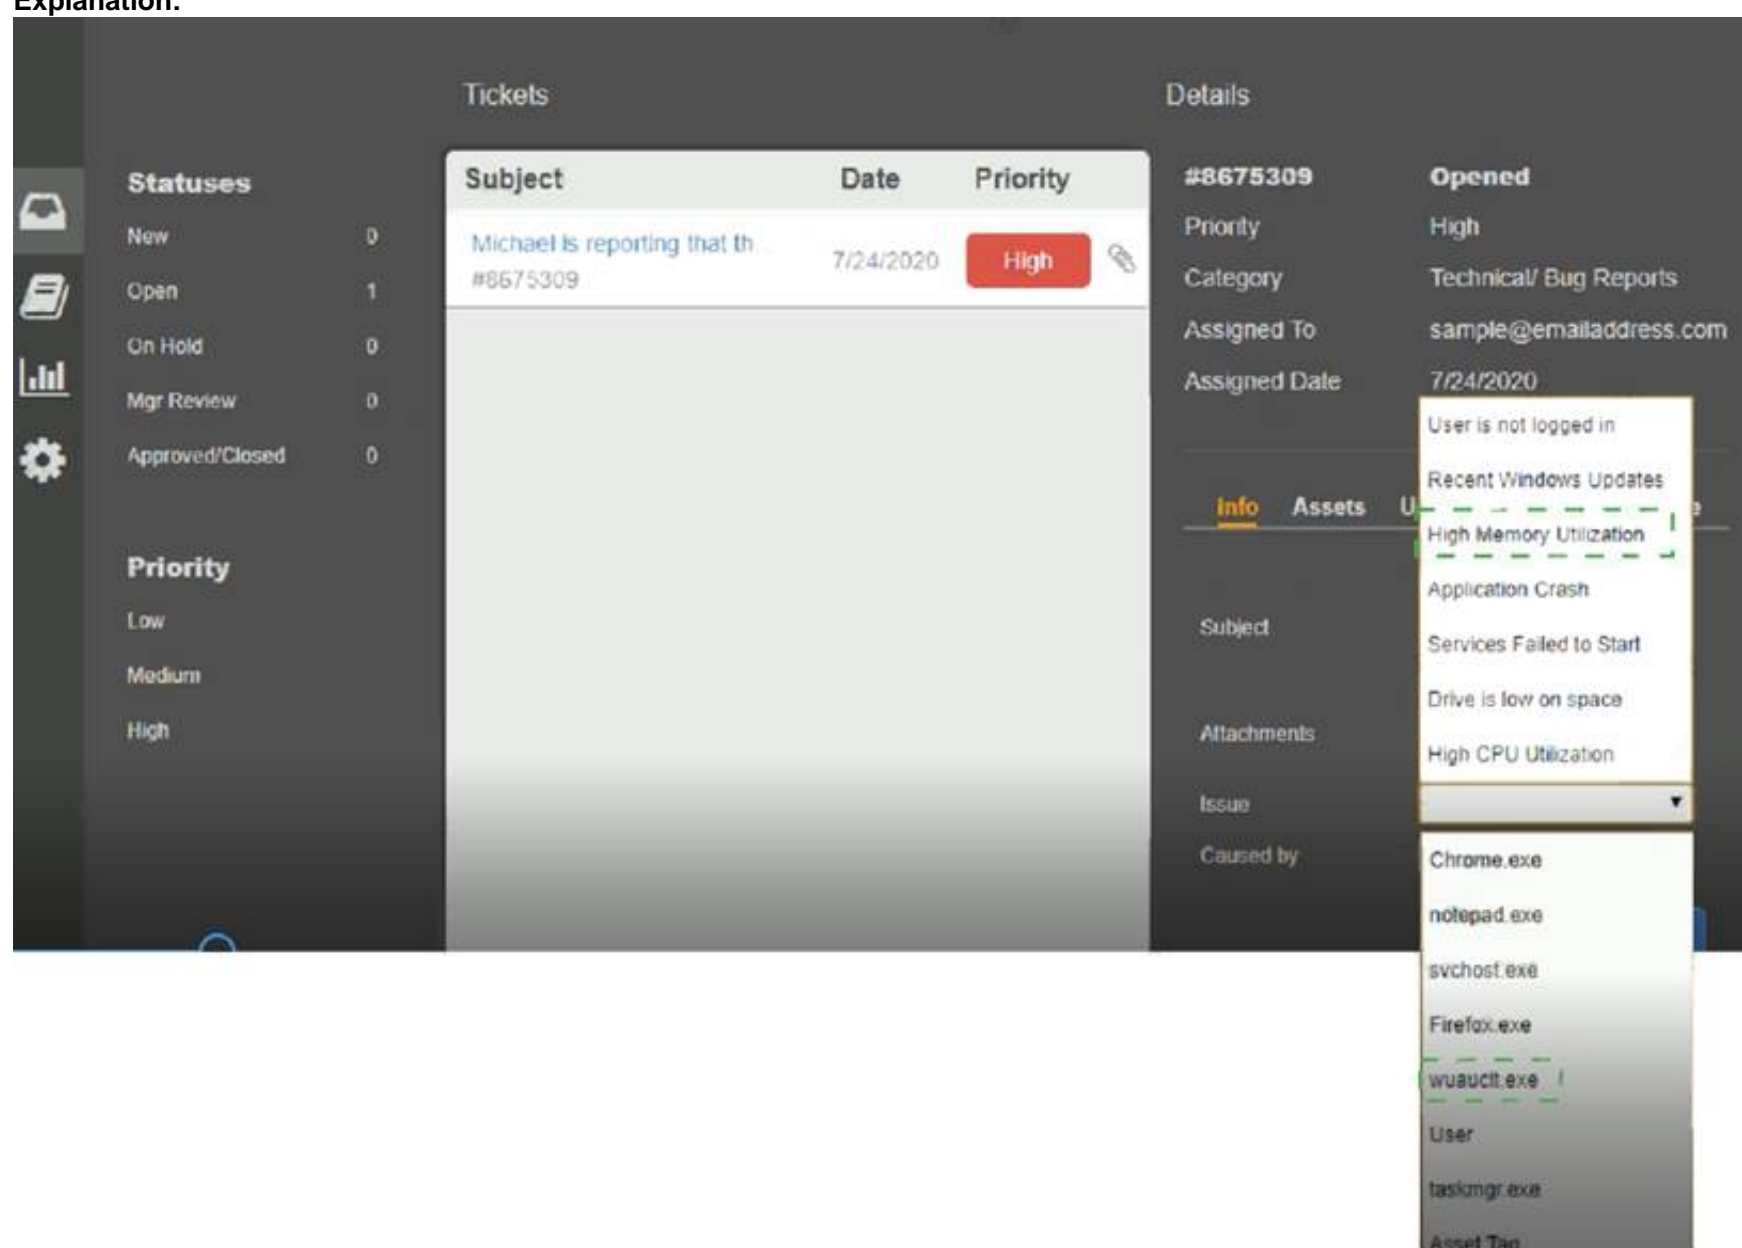 Explanation:
Tickets
Details
Statuses
New 0
Open 1
On Hold 0
Mgr Review 0
Approved/Closed 0
Priority
Low
Medium
High
Subject Date Priority
Michael is reporting that th...
#8675309
7/24/2020 High
#8675309 Opened
Priority High
Category Technical/ Bug Reports
Assigned To sample@emailaddress.com
Assigned Date 7/24/2020
Info Assets U e
Subject
Attachments
Issue
Caused by
User is not logged in
Recent Windows Updates
High Memory Utilization
Application Crash
Services Failed to Start
Drive is low on space
High CPU Utilization
Chrome.exe
notepad.exe
svchost.exe
Firefox.exe
wuauclt.exe
User
taskmgr.exe
Asset Tag